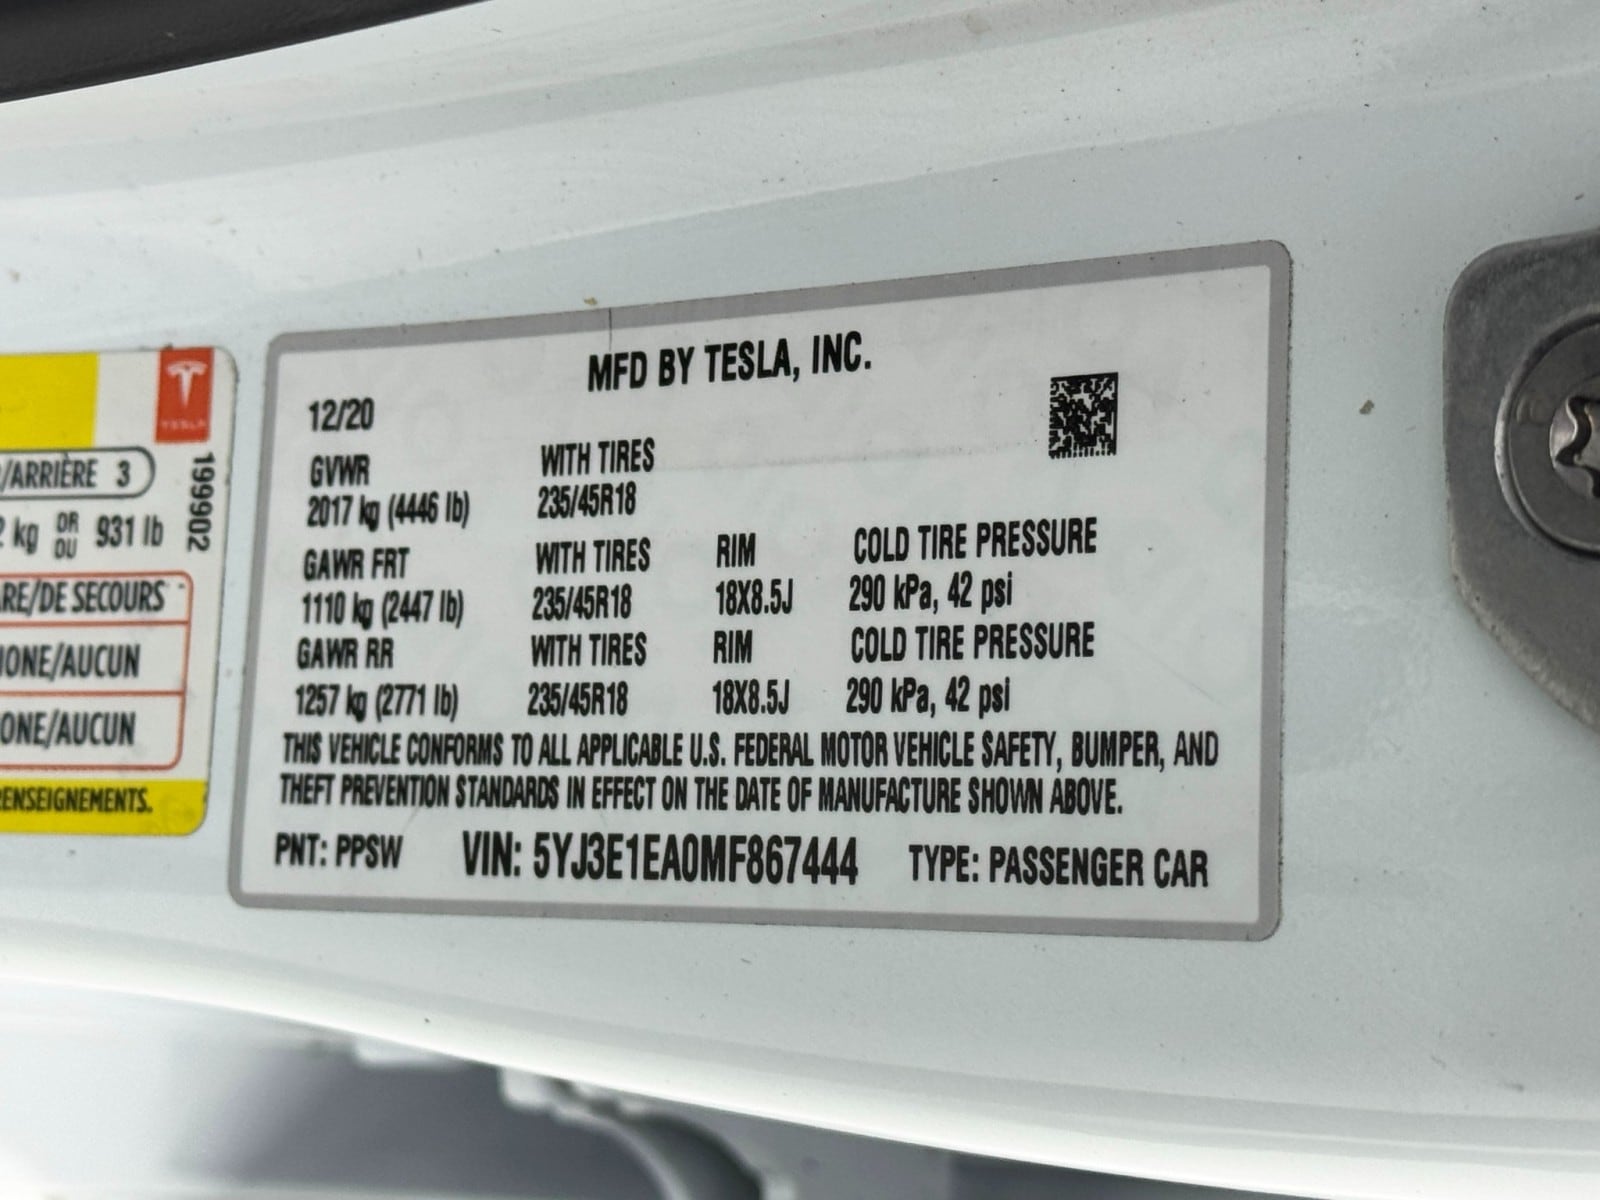 TESLA
/ARRIÈRE 3
kg OR DU 931 lb
199902
RE/DE SECOURS
NONE/AUCUN
ONE/AUCUN
RENSEIGNEMENTS.
MFD BY TESLA, INC.
12/20
GVWR WITH TIRES
2017 kg (4446 lb) 235/45R18
GAWR FRT WITH TIRES RIM COLD TIRE PRESSURE
1110 kg (2447 lb) 235/45R18 18X8.5J 290 kPa, 42 psi
GAWR RR WITH TIRES RIM COLD TIRE PRESSURE
1257 kg (2771 lb) 235/45R18 18X8.5J 290 kPa, 42 psi
THIS VEHICLE CONFORMS TO ALL APPLICABLE U.S. FEDERAL MOTOR VEHICLE SAFETY, BUMPER, AND
THEFT PREVENTION STANDARDS IN EFFECT ON THE DATE OF MANUFACTURE SHOWN ABOVE.
PNT: PPSW VIN: 5YJ3E1EA0MF867444 TYPE: PASSENGER CAR